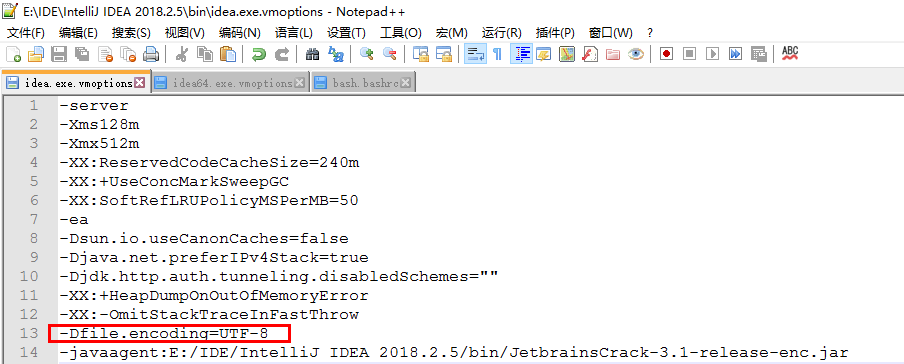 E:\IDE\IntelliJ IDEA 2018.2.5\bin\idea.exe.vmoptions - Notepad++
文件(F) 编辑(E) 搜索(S) 视图(V) 编码(N) 语言(L) 设置(T) 工具(O) 宏(M) 运行(R) 插件(P) 窗口(W) ?
ABC
idea.exe.vmoptions idea64.exe.vmoptions bash.bashrc
1 -server
2 -Xms128m
3 -Xmx512m
4 -XX:ReservedCodeCacheSize=240m
5 -XX:+UseConcMarkSweepGC
6 -XX:SoftRefLRUPolicyMSPerMB=50
7 -ea
8 -Dsun.io.useCanonCaches=false
9 -Djava.net.preferIPv4Stack=true
10 -Djdk.http.auth.tunneling.disabledSchemes=""
11 -XX:+HeapDumpOnOutOfMemoryError
12 -XX:-OmitStackTraceInFastThrow
13 -Dfile.encoding=UTF-8
14 -javaagent:E:/IDE/IntelliJ IDEA 2018.2.5/bin/JetbrainsCrack-3.1-release-enc.jar